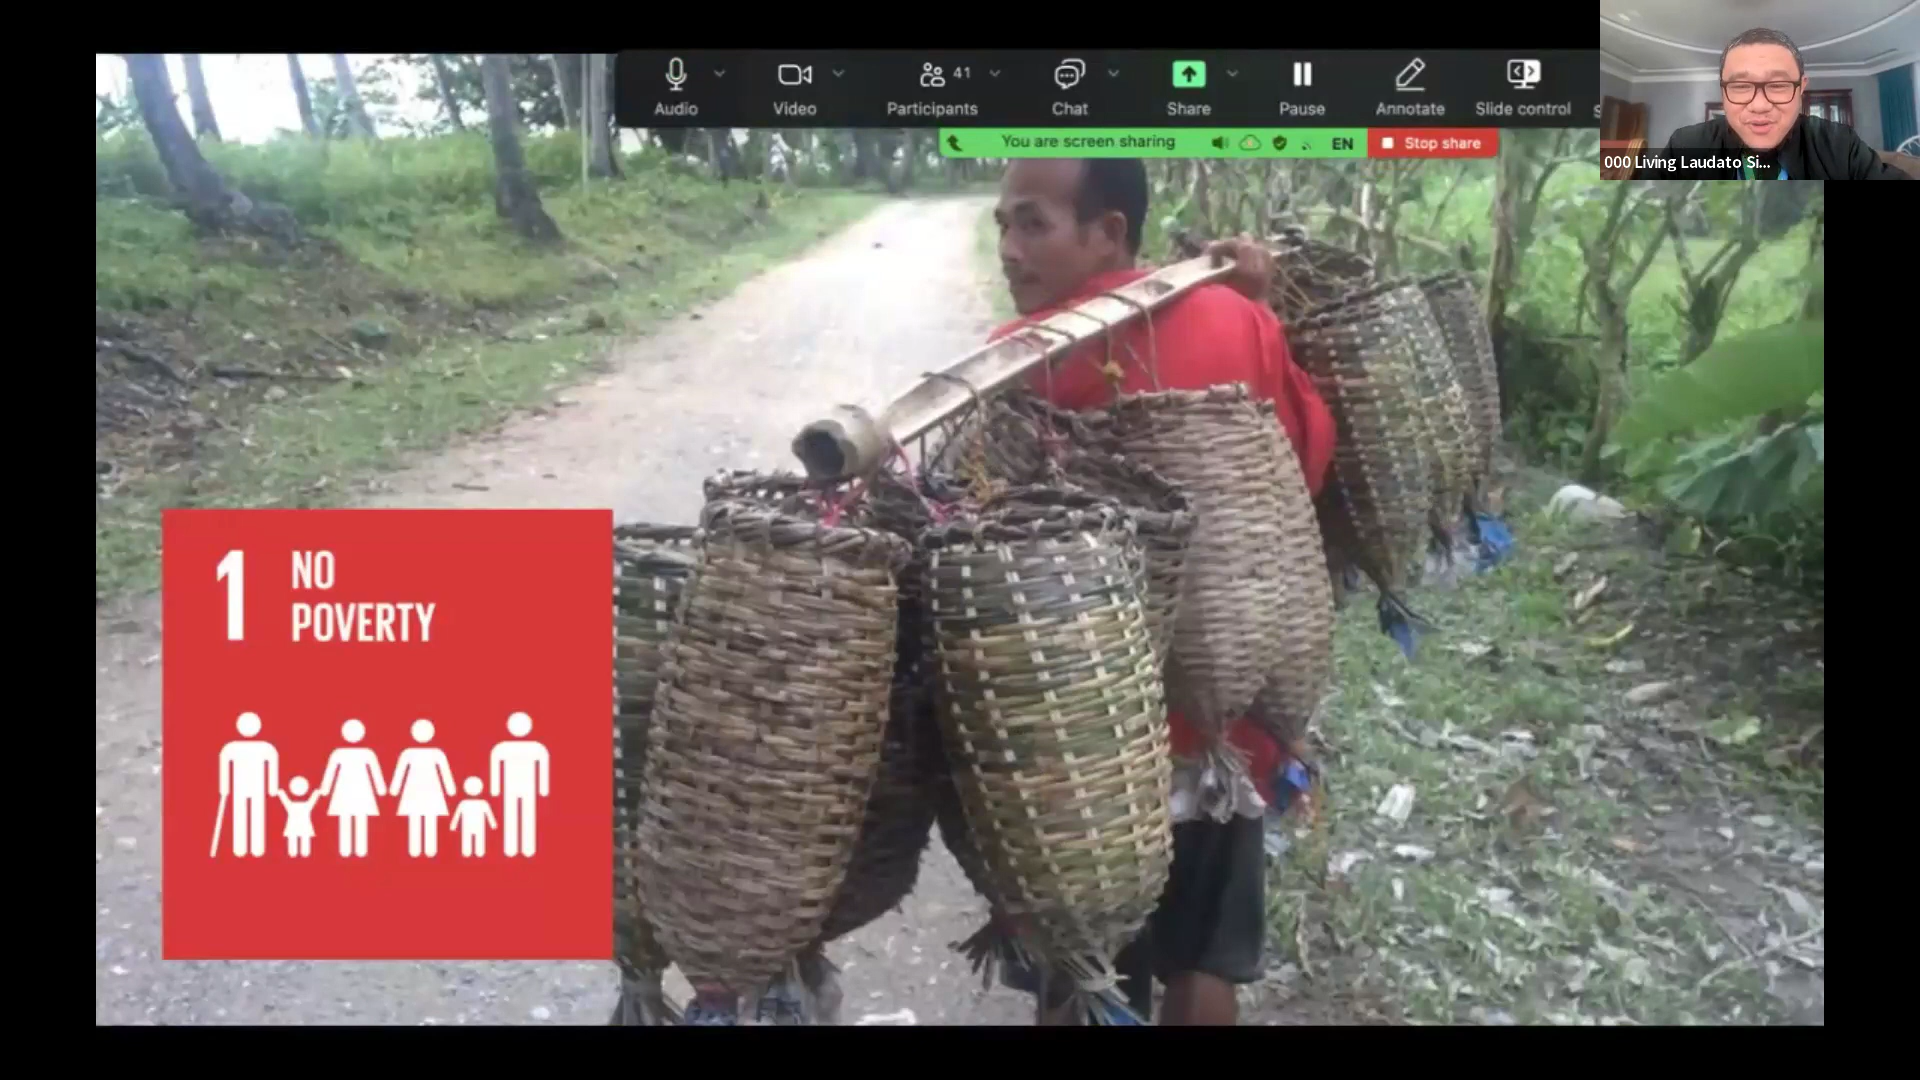 Audio
Video
41
Participants
Chat
Share
Pause
Annotate
Slide control
You are screen sharing
EN
Stop share
000 Living Laudato Si...
1 NO
POVERTY